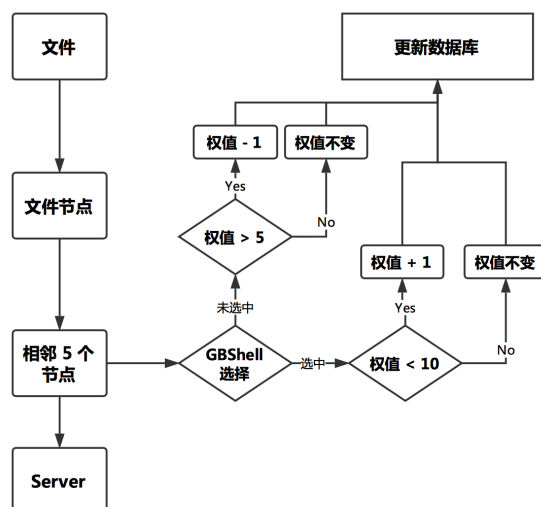 文件
更新数据库
权值 - 1
权值不变
Yes
文件节点
权值 > 5
No
权值 + 1
权值不变
未选中
Yes
相邻 5 个
节点
GBShell
选择
选中
权值 < 10
No
Server